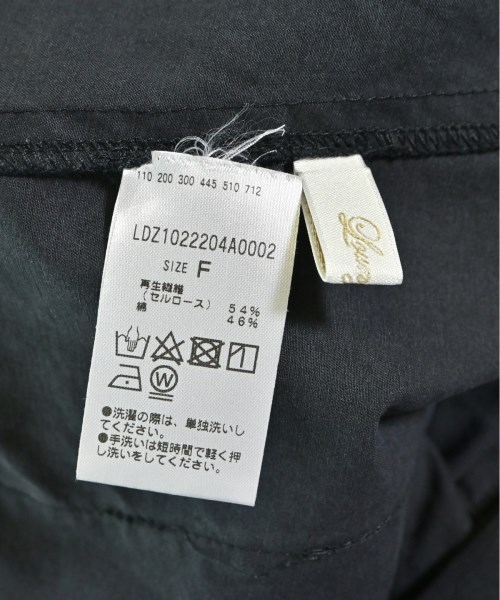 110 200 300 445 510 712
LDZ1022204A0002
SIZE F
再生繊維
(セルロース) 54%
綿 46%
W
●洗濯の際は、単独洗いし
てください。
●手洗いは短時間で軽く押
し洗いをしてください。